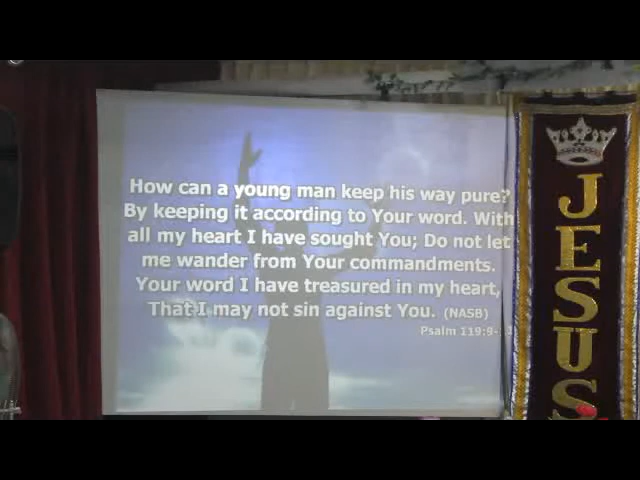 How can a young man keep his way pure?
By keeping it according to Your word. With
all my heart I have sought You; Do not let
me wander from Your commandments.
Your word I have treasured in my heart,
That I may not sin against You. (NASB)
Psalm 119:9-
JESUS